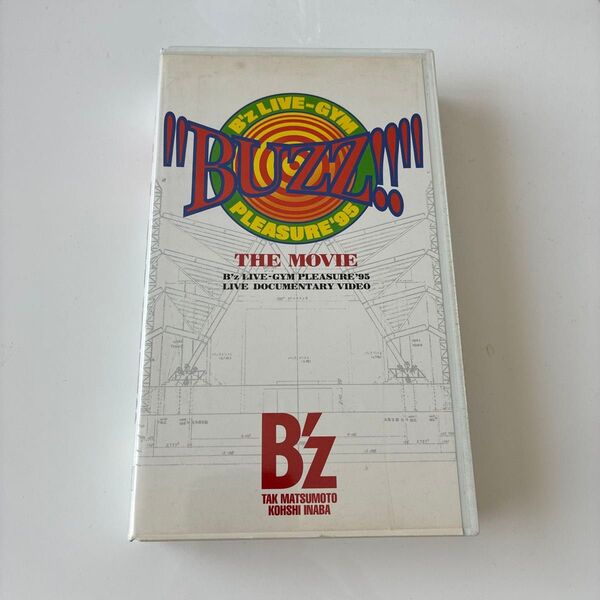 B'z LIVE-GYM
"BUZZ!!"
PLEASURE'95
THE MOVIE
B'z LIVE-GYM PLEASURE'95
LIVE DOCUMENTARY VIDEO
B'z
TAK MATSUMOTO
KOHSHI INABA